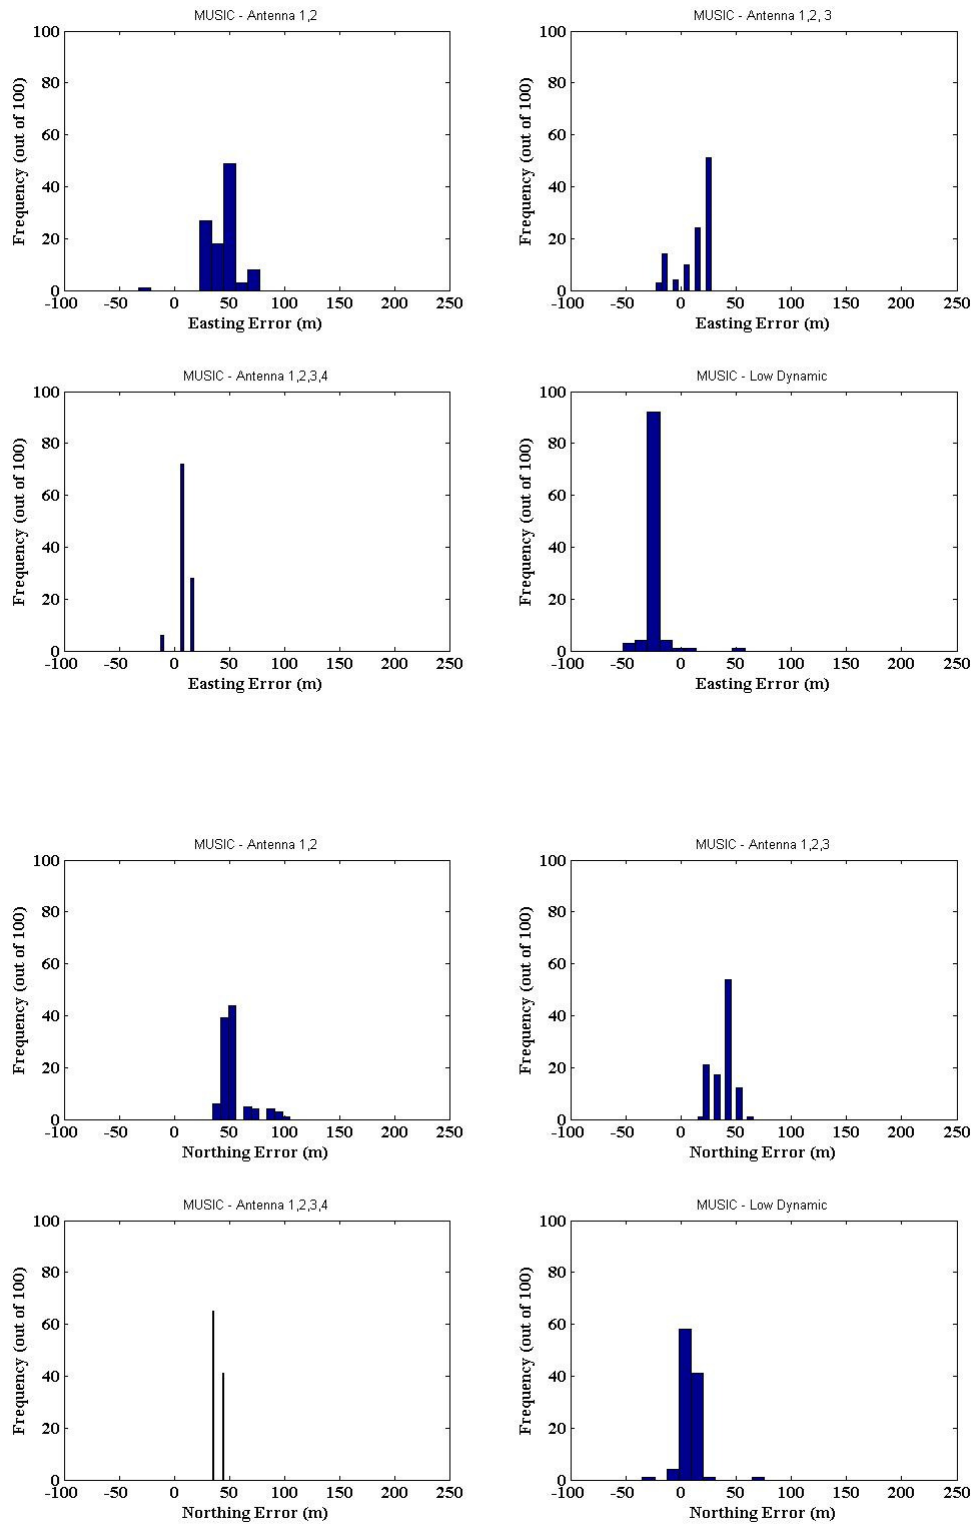 MUSIC - Antenna 1,2
100
80
60
40
20
0
Frequency (out of 100)
-100 -50 0 50 100 150 200 250
Easting Error (m)
MUSIC - Antenna 1,2, 3
100
80
60
40
20
0
Frequency (out of 100)
-100 -50 0 50 100 150 200 250
Easting Error (m)
MUSIC - Antenna 1,2,3,4
100
80
60
40
20
0
Frequency (out of 100)
-100 -50 0 50 100 150 200 250
Easting Error (m)
MUSIC - Low Dynamic
100
80
60
40
20
0
Frequency (out of 100)
-100 -50 0 50 100 150 200 250
Easting Error (m)
MUSIC - Antenna 1,2
100
80
60
40
20
0
Frequency (out of 100)
-100 -50 0 50 100 150 200 250
Northing Error (m)
MUSIC - Antenna 1,2,3
100
80
60
40
20
0
Frequency (out of 100)
-100 -50 0 50 100 150 200 250
Northing Error (m)
MUSIC - Antenna 1,2,3,4
100
80
60
40
20
0
Frequency (out of 100)
-100 -50 0 50 100 150 200 250
Northing Error (m)
MUSIC - Low Dynamic
100
80
60
40
20
0
Frequency (out of 100)
-100 -50 0 50 100 150 200 250
Northing Error (m)